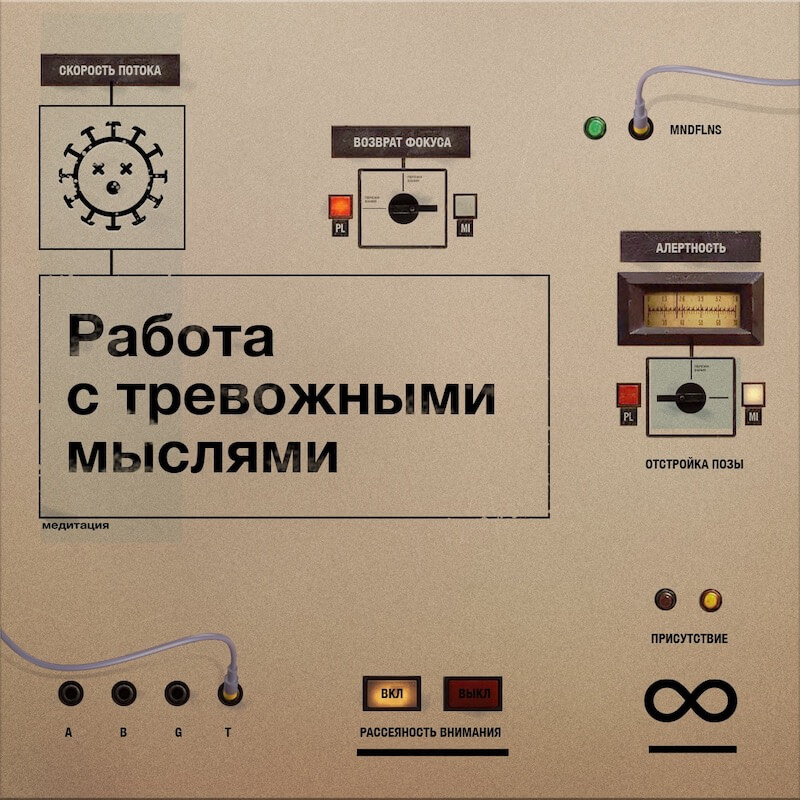 СКОРОСТЬ ПОТОКА
ВОЗВРАТ ФОКУСА
MNDFLNS
PL
MI
АЛЕРТНОСТЬ
Работа
с тревожными
мыслями
PL
MI
ОТСТРОЙКА ПОЗЫ
медитация
ПРИСУТСТВИЕ
A
B
G
T
ВКЛ
ВЫКЛ
РАССЕЯНОСТЬ ВНИМАНИЯ